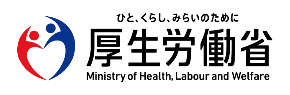 ひと、くらし、みらいのために
厚生労働省
Ministry of Health, Labour and Welfare